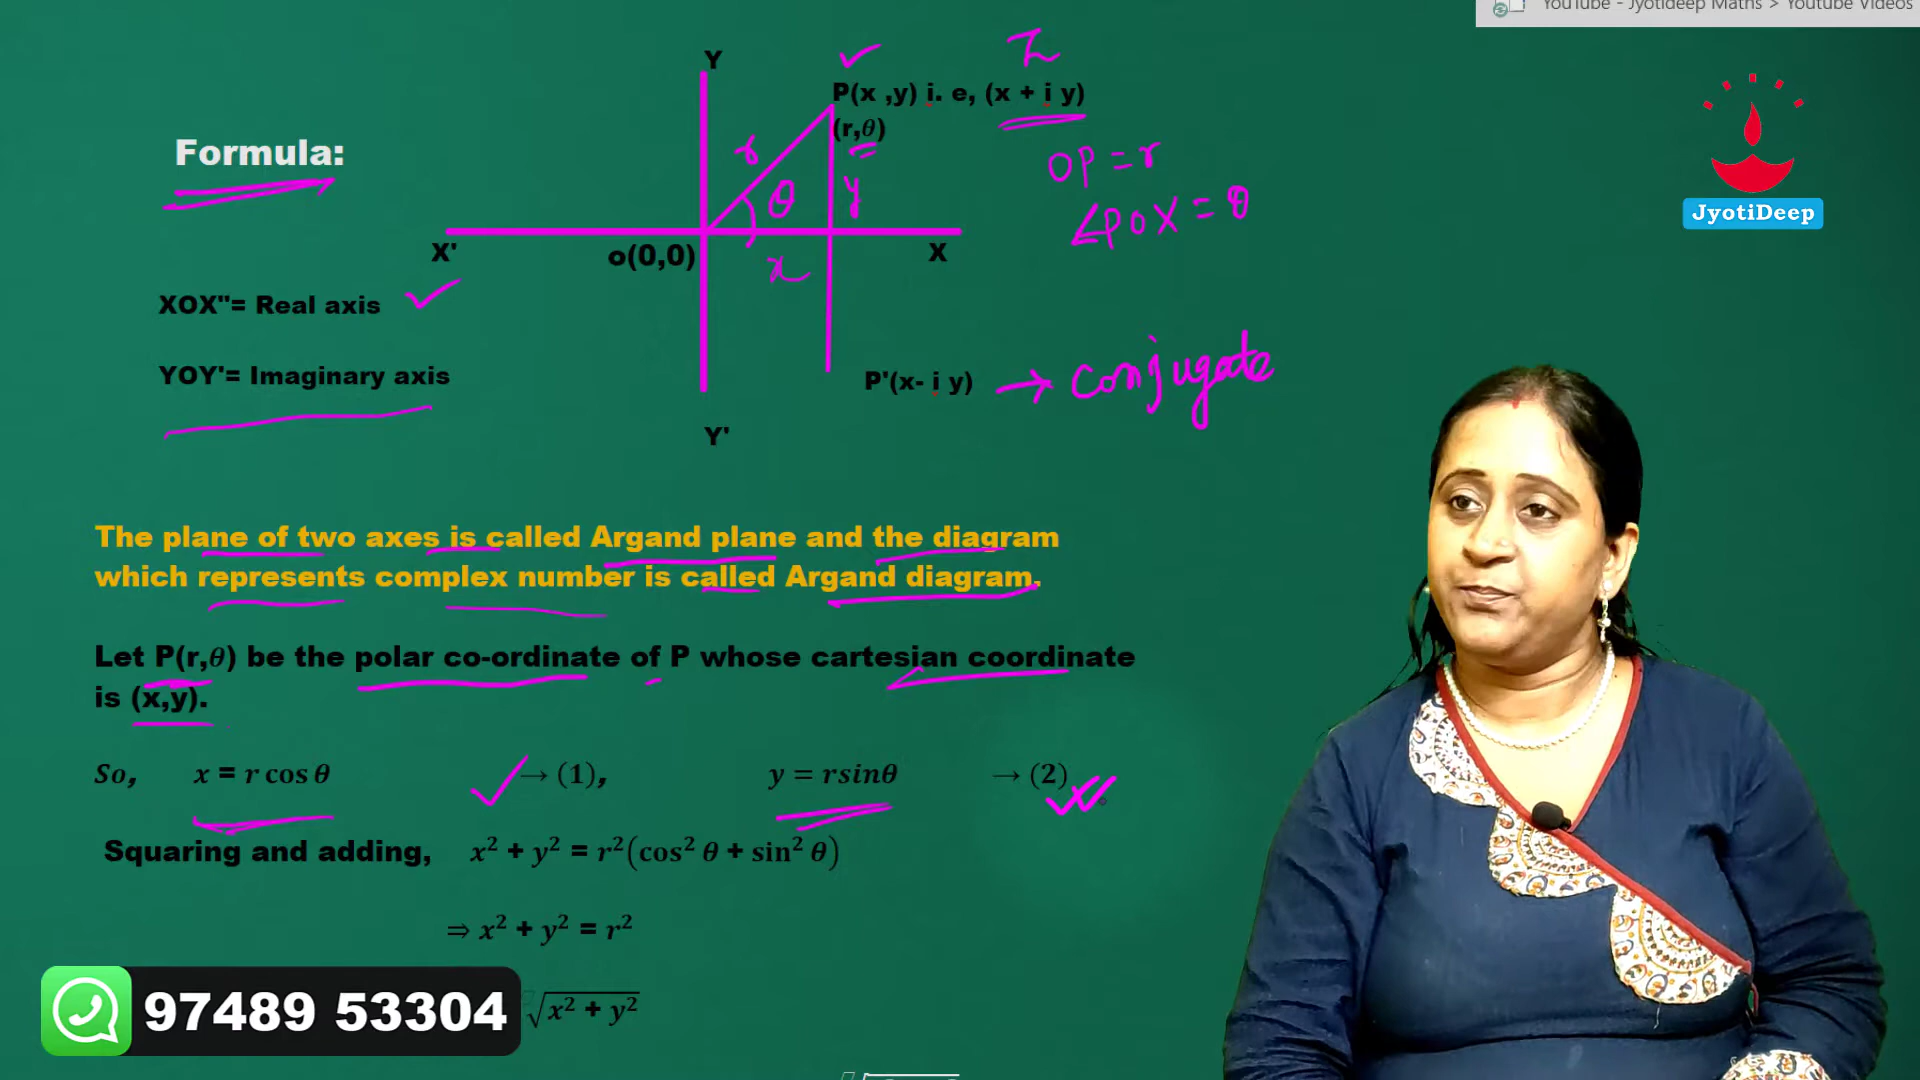 YouTube - Jyotideep Maths > Youtube Videos
Y
z
P(x ,y) i. e, (x + i y)
(r,θ)
Formula:
r
θ
y
OP = r
∠POX = θ
JyotiDeep
X'
o(0,0)
x
X
XOX"= Real axis
YOY'= Imaginary axis
P'(x- i y) → conjugate
Y'
The plane of two axes is called Argand plane and the diagram
which represents complex number is called Argand diagram.
Let P(r,θ) be the polar co-ordinate of P whose cartesian coordinate
is (x,y).
So, x = r cos θ → (1), y = rsinθ → (2)
Squaring and adding, x² + y² = r²(cos² θ + sin² θ)
⇒ x² + y² = r²
97489 53304
√x² + y²